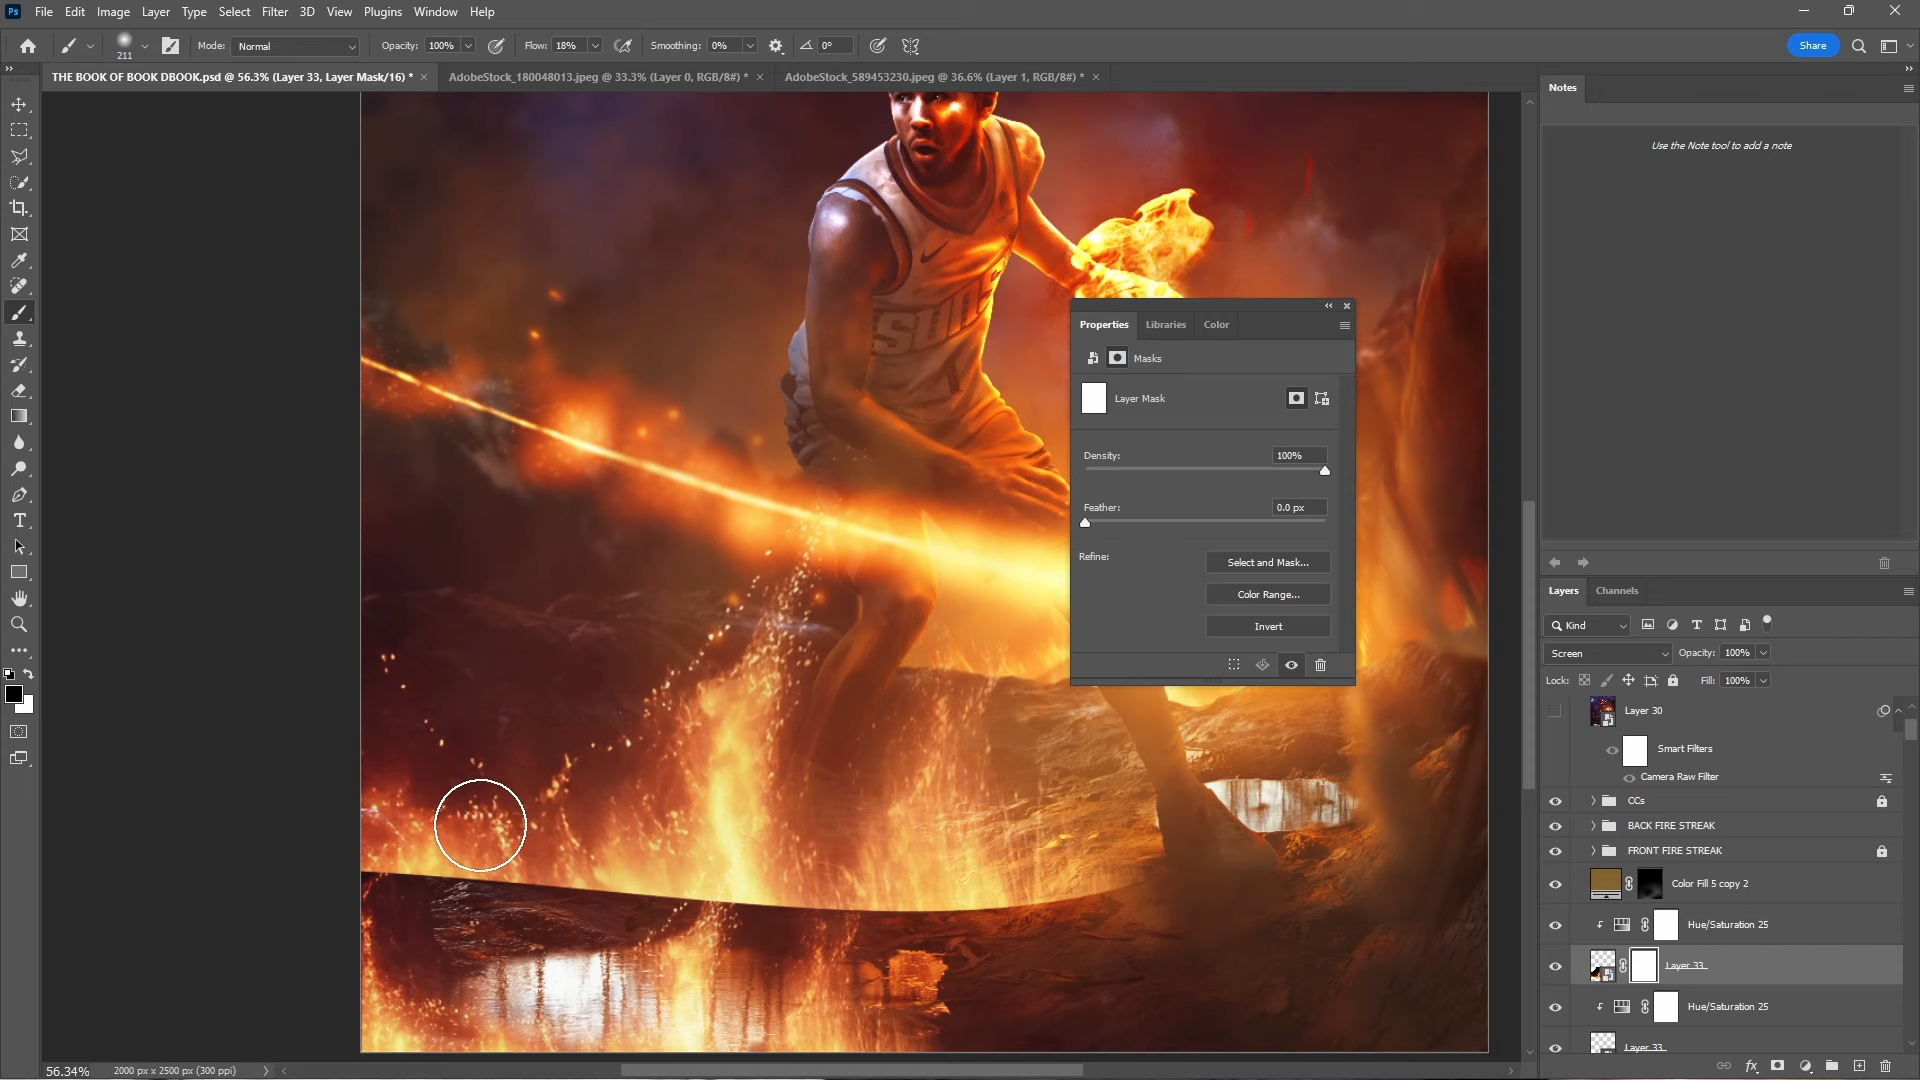 Ps File Edit Image Layer Type Select Filter 3D View Plugins Window Help
211 Mode: Normal Opacity: 100% Flow: 18% Smoothing: 0% 0° Share
THE BOOK OF BOOK DBOOK.psd @ 56.3% (Layer 33, Layer Mask/16) * AdobeStock_180048013.jpeg @ 33.3% (Layer 0, RGB/8#) * AdobeStock_589453230.jpeg @ 36.6% (Layer 1, RGB/8#) *
Notes
Use the Note tool to add a note
SUNS
1
Properties Libraries Color
Masks
Layer Mask
Density: 100%
Feather: 0.0 px
Refine: Select and Mask...
Color Range...
Invert
Layers Channels
Kind
Screen Opacity: 100%
Lock: Fill: 100%
Layer 30
Smart Filters
Camera Raw Filter
CCs
BACK FIRE STREAK
FRONT FIRE STREAK
Color Fill 5 copy 2
Hue/Saturation 25
Layer 33
Hue/Saturation 25
Layer 33
56.34% 2000 px x 2500 px (300 ppi)